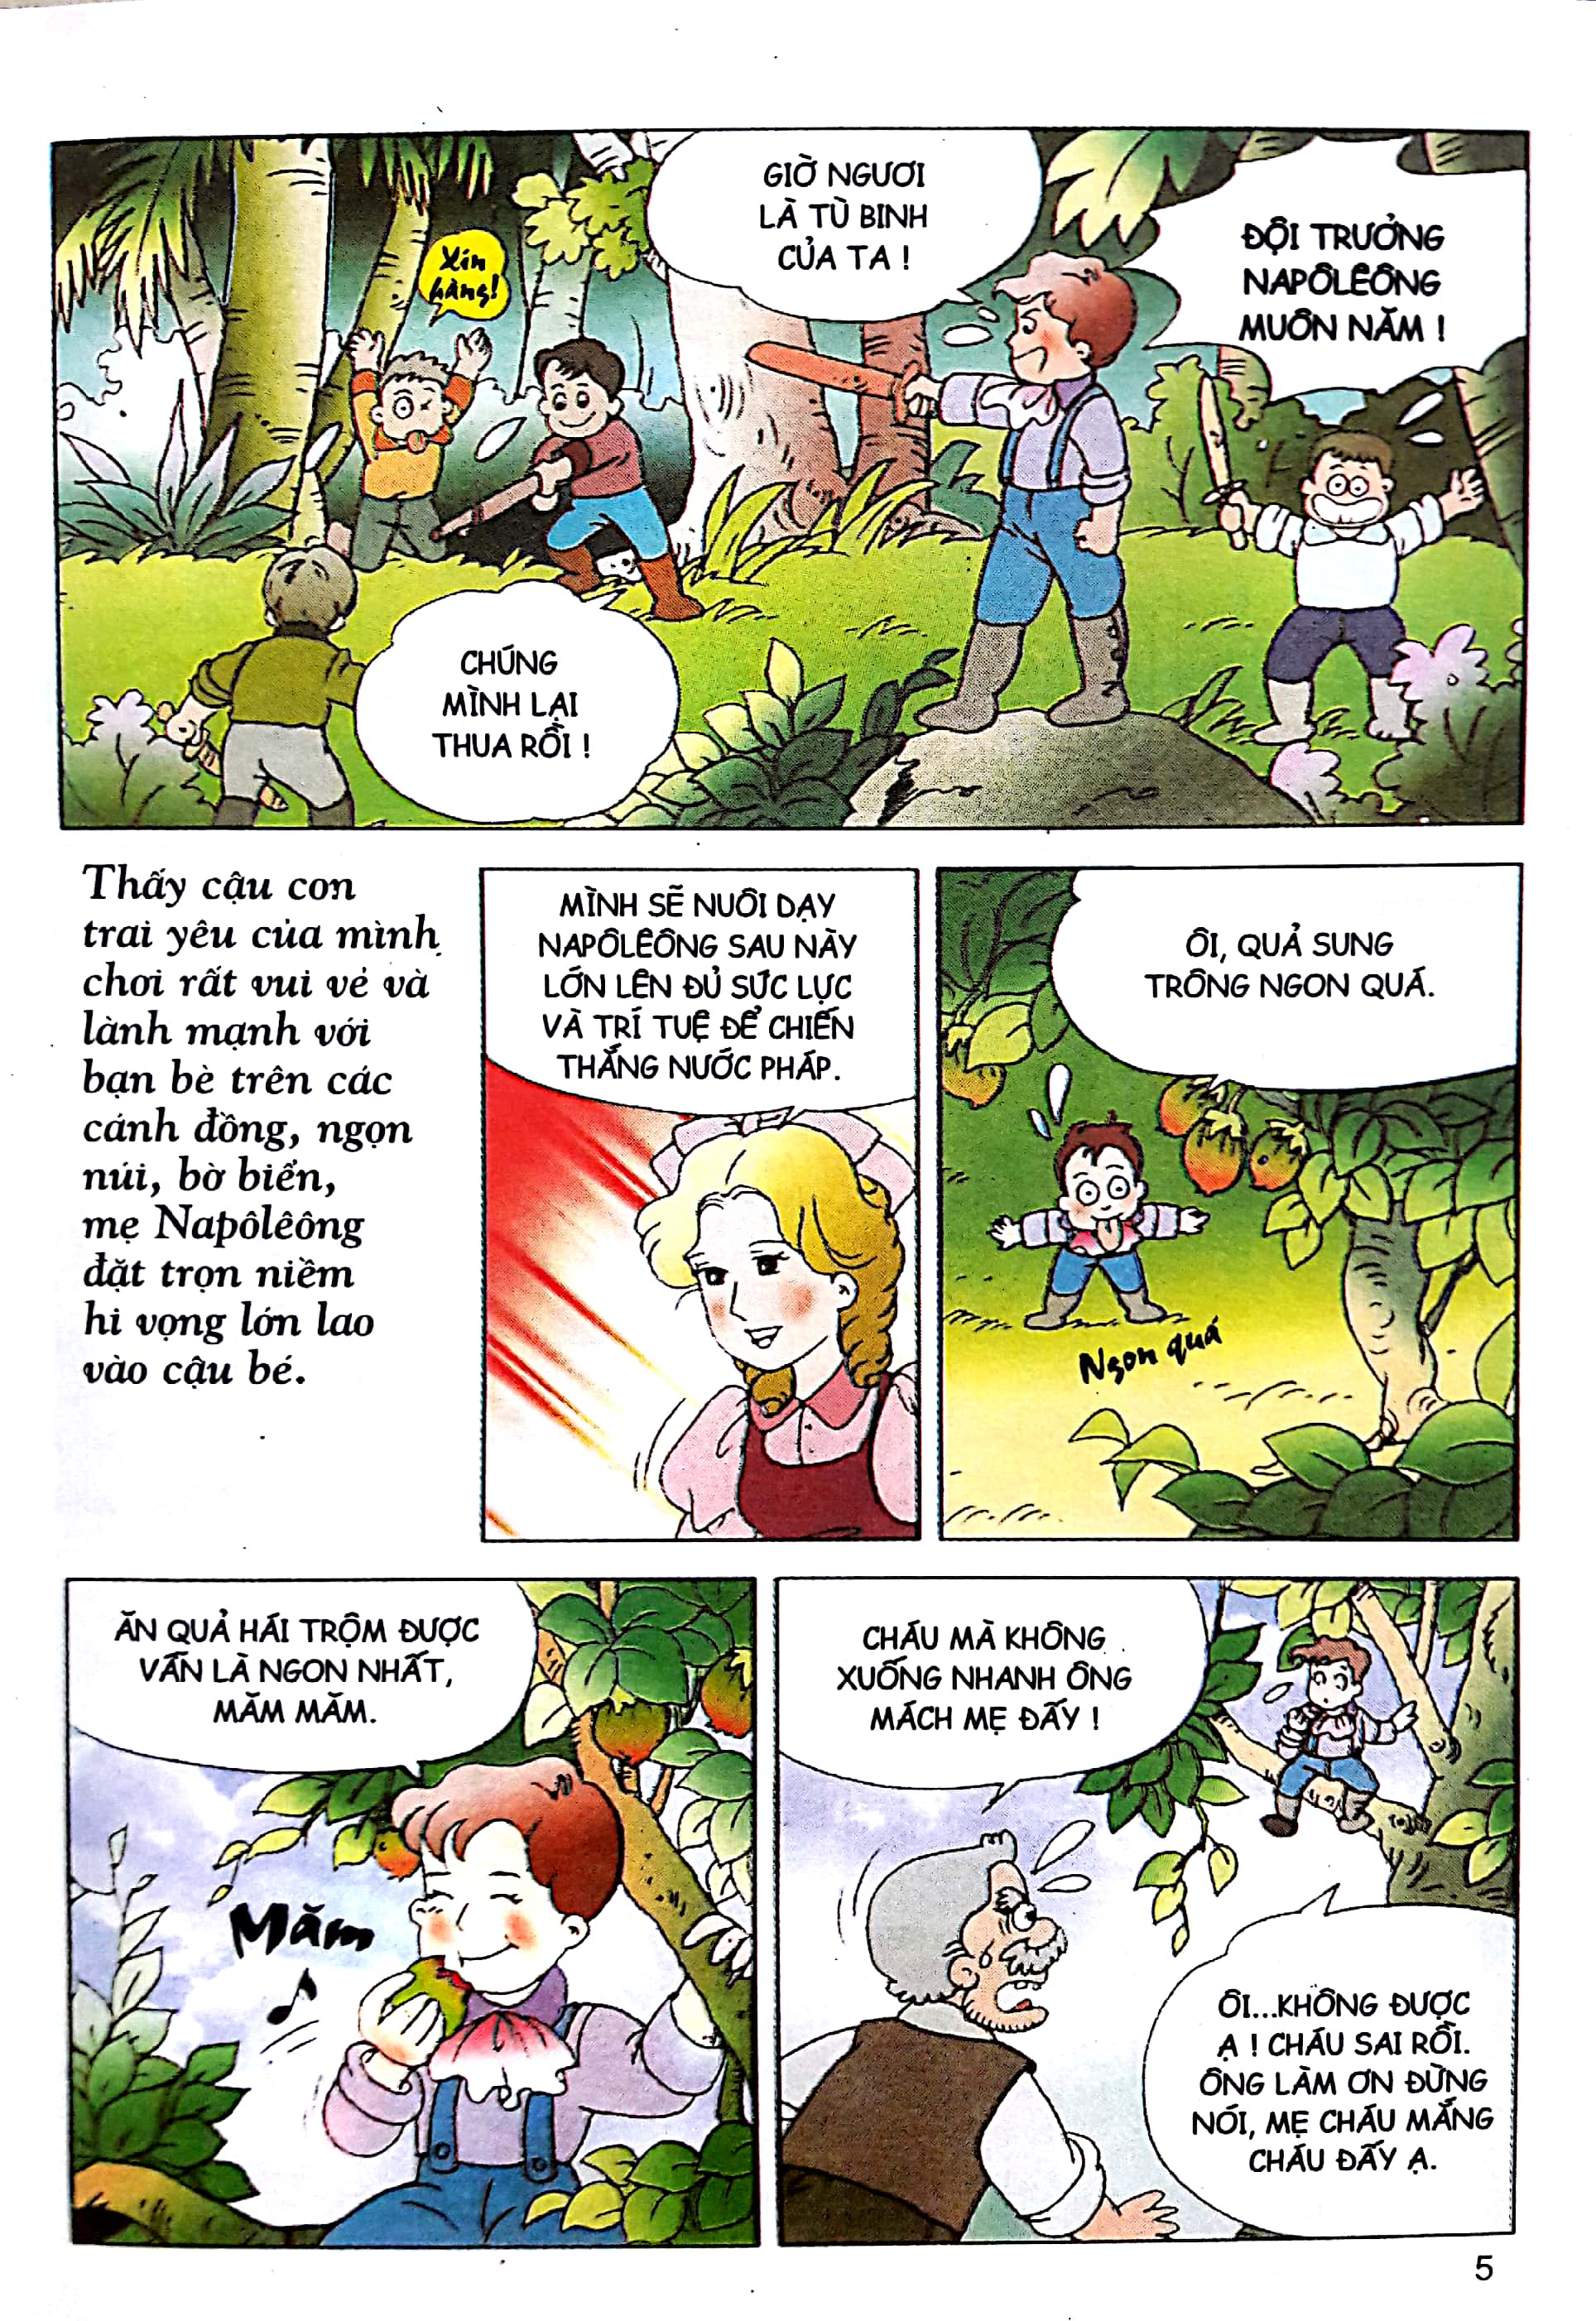 Xin
hàng!
GIỜ NGƯƠI
LÀ TÙ BINH
CỦA TA !
ĐỘI TRƯỞNG
NAPÔLÊÔNG
MUÔN NĂM !
CHÚNG
MÌNH LẠI
THUA RỒI !
Thấy cậu con
trai yêu của mình
chơi rất vui vẻ và
lành mạnh với
bạn bè trên các
cánh đồng, ngọn
núi, bờ biển,
mẹ Napôlêông
đặt trọn niềm
hi vọng lớn lao
vào cậu bé.
MÌNH SẼ NUÔI DẠY
NAPÔLÊÔNG SAU NÀY
LỚN LÊN ĐỦ SỨC LỰC
VÀ TRÍ TUỆ ĐỂ CHIẾN
THẮNG NƯỚC PHÁP.
ÔI, QUẢ SUNG
TRÔNG NGON QUÁ.
Ngon quá
ĂN QUẢ HÁI TRỘM ĐƯỢC
VẪN LÀ NGON NHẤT,
MĂM MĂM.
Măm
CHÁU MÀ KHÔNG
XUỐNG NHANH ÔNG
MÁCH MẸ ĐẤY !
ÔI...KHÔNG ĐƯỢC
Ạ ! CHÁU SAI RỒI.
ÔNG LÀM ƠN ĐỪNG
NÓI, MẸ CHÁU MẮNG
CHÁU ĐẤY Ạ.
5